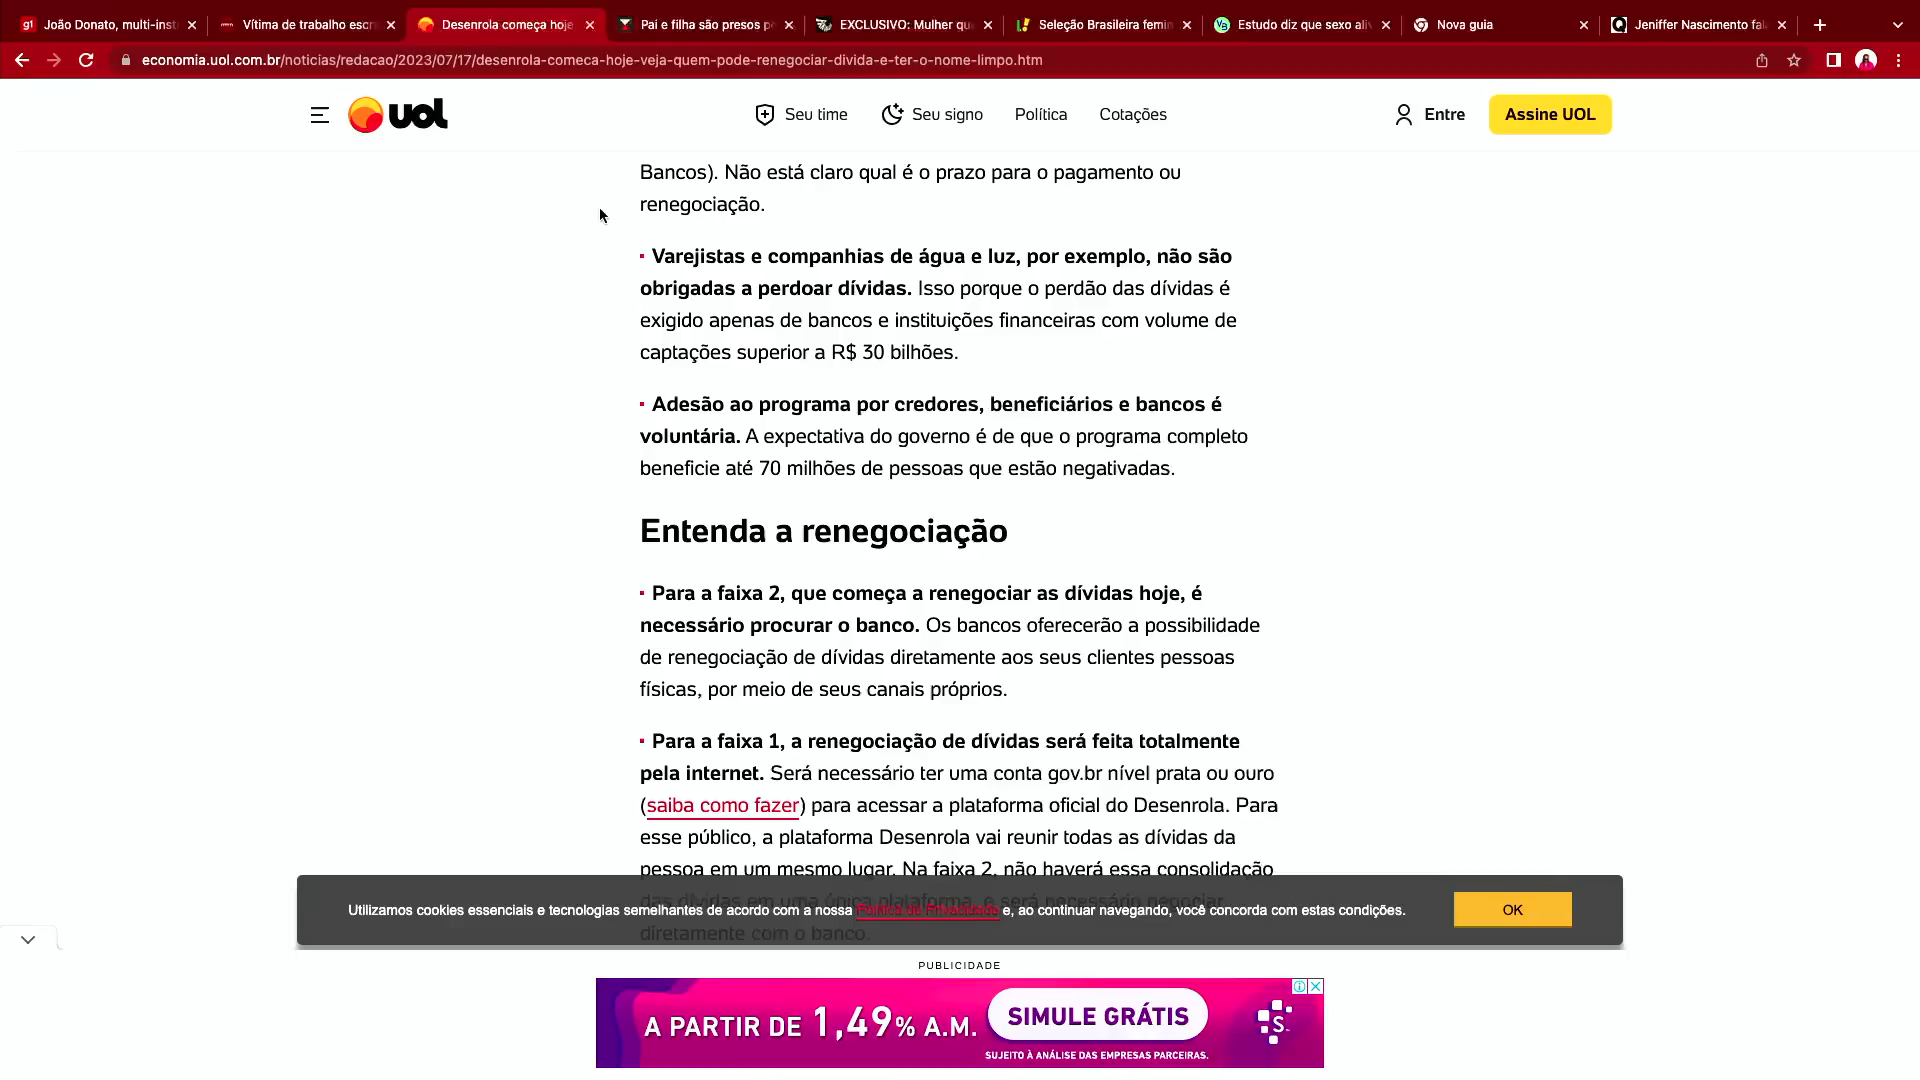 João Donato, multi-inst
Vítima de trabalho escr
Desenrola começa hoje
Pai e filha são presos p
EXCLUSIVO: Mulher que
Seleção Brasileira femin
Estudo diz que sexo aliv
Nova guia
Jeniffer Nascimento fal
economia.uol.com.br/noticias/redacao/2023/07/17/desenrola-comeca-hoje-veja-quem-pode-renegociar-divida-e-ter-o-nome-limpo.htm
UOL
Seu time
Seu signo
Política
Cotações
Entre
Assine UOL
Bancos). Não está claro qual é o prazo para o pagamento ou
renegociação.
Varejistas e companhias de água e luz, por exemplo, não são
obrigadas a perdoar dívidas. Isso porque o perdão das dívidas é
exigido apenas de bancos e instituições financeiras com volume de
captações superior a R$ 30 bilhões.
Adesão ao programa por credores, beneficiários e bancos é
voluntária. A expectativa do governo é de que o programa completo
beneficie até 70 milhões de pessoas que estão negativadas.
Entenda a renegociação
Para a faixa 2, que começa a renegociar as dívidas hoje, é
necessário procurar o banco. Os bancos oferecerão a possibilidade
de renegociação de dívidas diretamente aos seus clientes pessoas
físicas, por meio de seus canais próprios.
Para a faixa 1, a renegociação de dívidas será feita totalmente
pela internet. Será necessário ter uma conta gov.br nível prata ou ouro
(saiba como fazer) para acessar a plataforma oficial do Desenrola. Para
esse público, a plataforma Desenrola vai reunir todas as dívidas da
pessoa em um mesmo lugar. Na faixa 2, não haverá essa consolidação
das dívidas em uma única plataforma, e será necessário negociar
Utilizamos cookies essenciais e tecnologias semelhantes de acordo com a nossa Política de Privacidade e, ao continuar navegando, você concorda com estas condições.
OK
diretamente com o banco.
PUBLICIDADE
A PARTIR DE 1,49% A.M.
SIMULE GRÁTIS
SUJEITO À ANÁLISE DAS EMPRESAS PARCEIRAS.
S